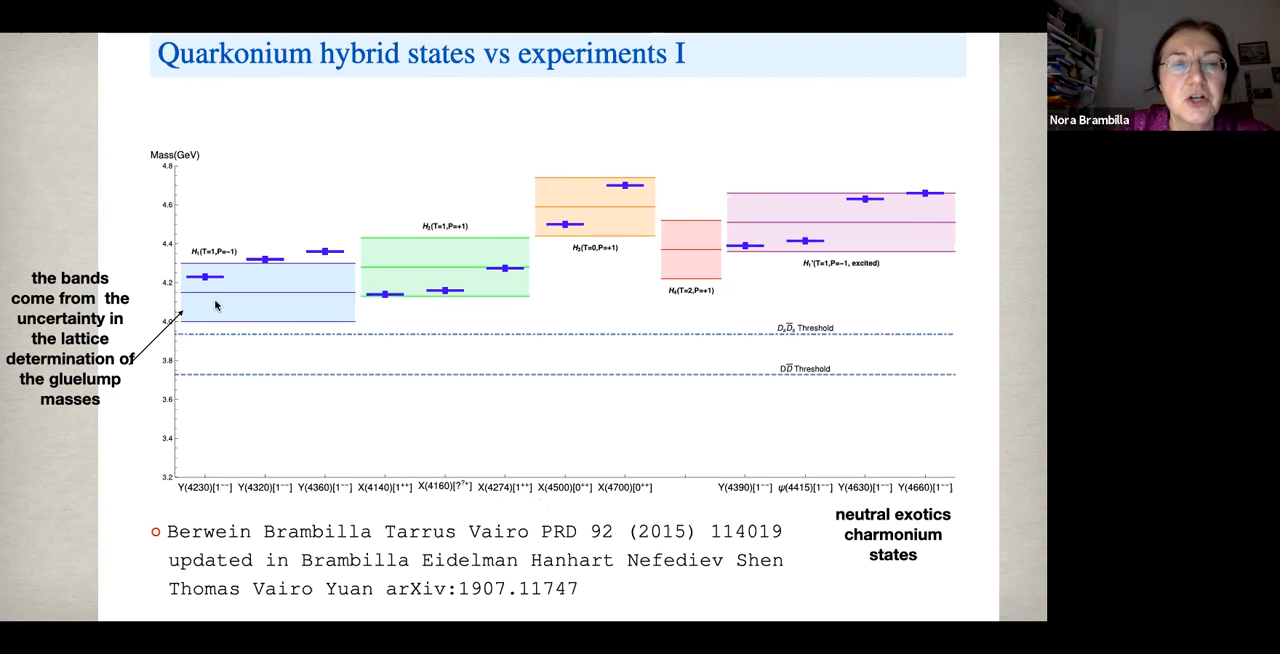 Quarkonium hybrid states vs experiments I
Nora Brambilla
Mass(GeV)
4.8
4.6
4.4
4.2
4.0
3.8
3.6
3.4
3.2
H₁(T=1,P=−1)
H₂(T=1,P=+1)
H₃(T=0,P=+1)
H₄(T=2,P=+1)
H₁'(T=1,P=−1, excited)
DₛD̄ₛ Threshold
DD̄ Threshold
the bands
come from the
uncertainty in
the lattice
determination of
the gluelump
masses
Y(4230)[1⁻⁻] Y(4320)[1⁻⁻] Y(4360)[1⁻⁻] X(4140)[1⁺⁺] X(4160)[?^?⁺] X(4274)[1⁺⁺] X(4500)[0⁺⁺] X(4700)[0⁺⁺] Y(4390)[1⁻⁻] ψ(4415)[1⁻⁻] Y(4630)[1⁻⁻] Y(4660)[1⁻⁻]
neutral exotics
charmonium
states
Berwein Brambilla Tarrus Vairo PRD 92 (2015) 114019
updated in Brambilla Eidelman Hanhart Nefediev Shen
Thomas Vairo Yuan arXiv:1907.11747